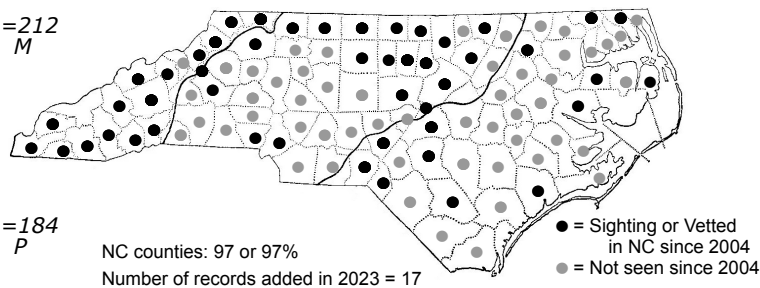 =212
M
=184
P
NC counties: 97 or 97%
Number of records added in 2023 = 17
● = Sighting or Vetted
in NC since 2004
● = Not seen since 2004